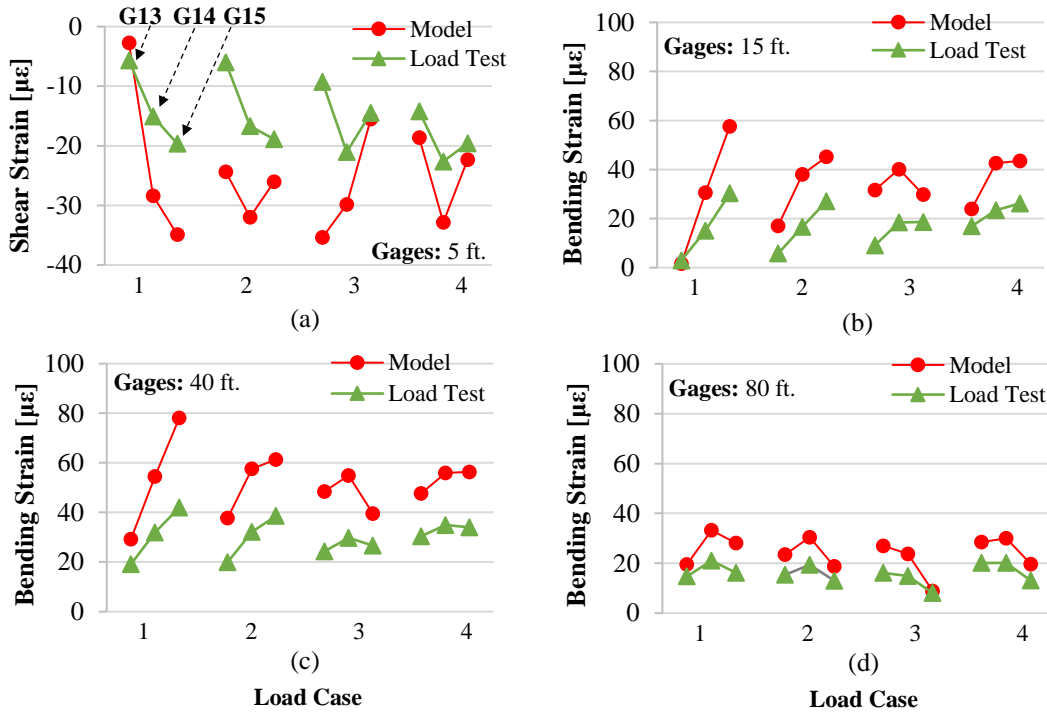 G13 G14 G15
Model
Load Test
Shear Strain [με]
0
-10
-20
-30
-40
Gages: 5 ft.
1 2 3 4
(a)
Model
Load Test
Gages: 15 ft.
Bending Strain [με]
100
80
60
40
20
0
1 2 3 4
(b)
Model
Load Test
Gages: 40 ft.
Bending Strain [με]
100
80
60
40
20
0
1 2 3 4
(c)
Load Case
Model
Load Test
Gages: 80 ft.
Bending Strain [με]
100
80
60
40
20
0
1 2 3 4
(d)
Load Case